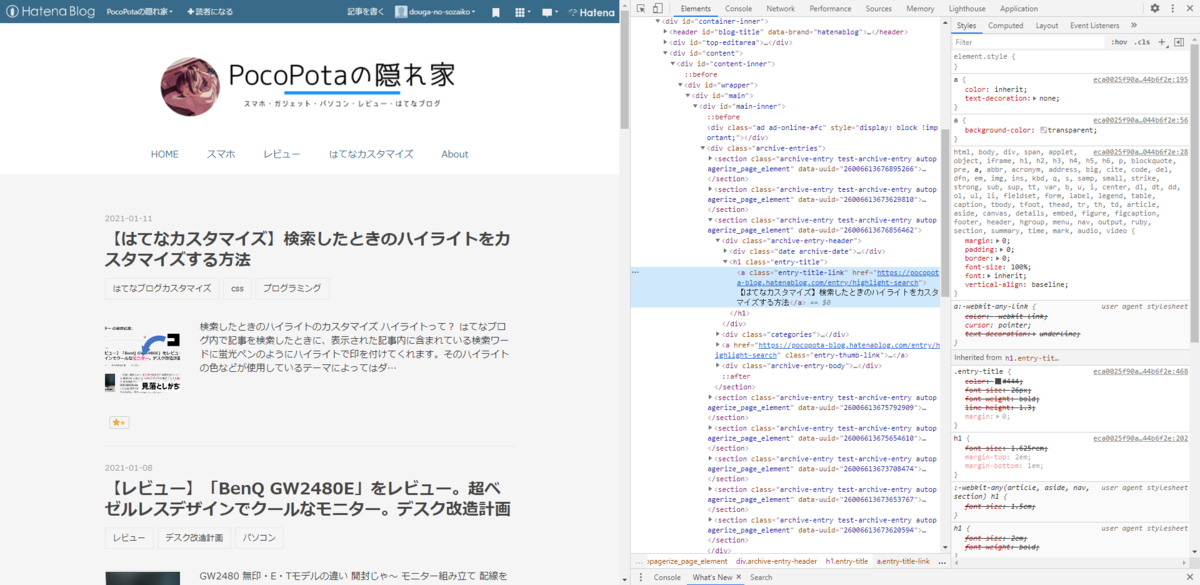 Hatena Blog PocoPotaの隠れ家 読者になる 記事を書く douga-no-sozaiko Hatena
PocoPotaの隠れ家
スマホ・ガジェット・パソコン・レビュー・はてなブログ
HOME スマホ レビュー はてなカスタマイズ About
2021-01-11
【はてなカスタマイズ】検索したときのハイライトをカ
スタマイズする方法
はてなブログカスタマイズ css プログラミング
検索したときのハイライトのカスタマイズ ハイライトって？ はてなブ
ログ内で記事を検索したときに、表示された記事内に含まれている検索ワー
ドに蛍光ペンのようにハイライトで印を付けてくれます。そのハイライト
の色などが使用しているテーマによってはダ…
見落としがち
2021-01-08
【レビュー】「BenQ GW2480E」をレビュー。超ベ
ゼルレスデザインでクールなモニター。デスク改造計画
レビュー デスク改造計画 パソコン
GW2480 無印・E・Tモデルの違い 開封じゃ～ モニター組み立て 配線を
Elements Console Network Performance Sources Memory Lighthouse Application
<div id="container-inner">
<header id="blog-title" data-brand="hatenablog">…</header>
<div id="top-editarea">…</div>
<div id="content">
<div id="content-inner">
::before
<div id="wrapper">
<div id="main">
<div id="main-inner">
::before
<div class="ad ad-online-afc" style="display: block !imp
ortant;"></div>
<div class="archive-entries">
<section class="archive-entry test-archive-entry autop
agerize_page_element" data-uuid="26006613676895266">…
</section>
<section class="archive-entry test-archive-entry autop
agerize_page_element" data-uuid="26006613673629810">…
</section>
<section class="archive-entry test-archive-entry autop
agerize_page_element" data-uuid="26006613676856462">
<div class="archive-entry-header">
<div class="date archive-date">…</div>
<h1 class="entry-title">
<a class="entry-title-link" href="https://pocopot
a-blog.hatenablog.com/entry/highlight-search">
【はてなカスタマイズ】検索したときのハイライトをカスタ
マイズする方法</a> == $0
</h1>
</div>
<div class="categories">…</div>
<a href="https://pocopota-blog.hatenablog.com/entry/h
ighlight-search" class="entry-thumb-link">…</a>
<div class="archive-entry-body">…</div>
::after
</section>
<section class="archive-entry test-archive-entry autop
agerize_page_element" data-uuid="26006613675792909">…
</section>
<section class="archive-entry test-archive-entry autop
agerize_page_element" data-uuid="26006613675654610">…
</section>
<section class="archive-entry test-archive-entry autop
agerize_page_element" data-uuid="26006613673708474">…
</section>
<section class="archive-entry test-archive-entry autop
agerize_page_element" data-uuid="26006613673653767">…
</section>
<section class="archive-entry test-archive-entry autop
agerize_page_element" data-uuid="26006613673620594">…
</section>
</div>
… opagerize_page_element div.archive-entry-header h1.entry-title a.entry-title-link …
Console What's New × Search
Styles Computed Layout Event Listeners »
Filter :hov .cls +
element.style {
}
a { eca0025f90a…044b6f2e:195
color: inherit;
text-decoration: none;
}
a { eca0025f90a…044b6f2e:56
background-color: transparent;
}
html, body, div, span, applet, eca0025f90a…44b6f2e:28
object, iframe, h1, h2, h3, h4, h5, h6, p, blockquote,
pre, a, abbr, acronym, address, big, cite, code, del,
dfn, em, img, ins, kbd, q, s, samp, small, strike,
strong, sub, sup, tt, var, b, u, i, center, dl, dt, dd,
ol, ul, li, fieldset, form, label, legend, table,
caption, tbody, tfoot, thead, tr, th, td, article,
aside, canvas, details, embed, figure, figcaption,
footer, header, hgroup, menu, nav, output, ruby,
section, summary, time, mark, audio, video {
margin: 0;
padding: 0;
border: 0;
font-size: 100%;
font: inherit;
vertical-align: baseline;
}
a:-webkit-any-link { user agent stylesheet
color: -webkit-link;
cursor: pointer;
text-decoration: underline;
}
Inherited from h1.entry-tit…
.entry-title { eca0025f90a…44b6f2e:468
color: #444;
font-size: 26px;
font-weight: bold;
line-height: 1.3;
margin: 0;
}
h1 { eca0025f90a…44b6f2e:202
font-size: 1.625rem;
margin-top: 2em;
margin-bottom: 1em;
}
:-webkit-any(article, aside, nav, user agent stylesheet
section) h1 {
font-size: 1.5em;
}
h1 { user agent stylesheet
font-size: 2em;
font-weight: bold;